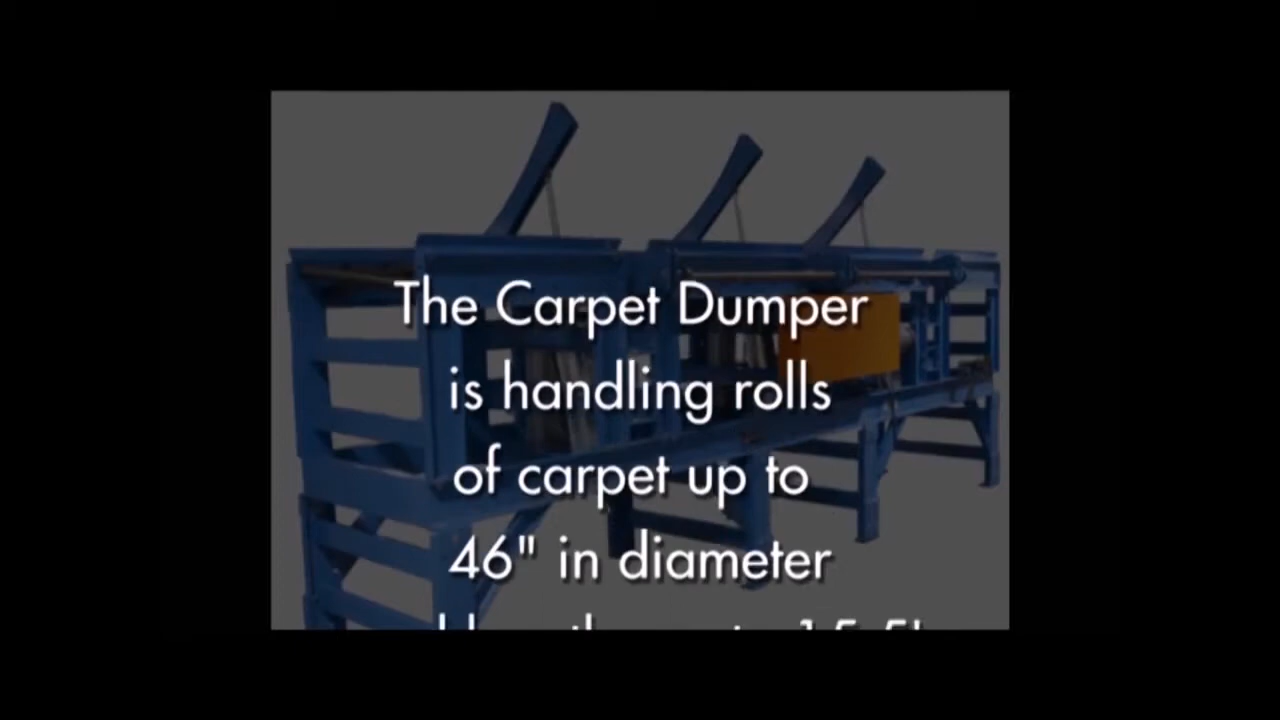 The Carpet Dumper
is handling rolls
of carpet up to
46" in diameter